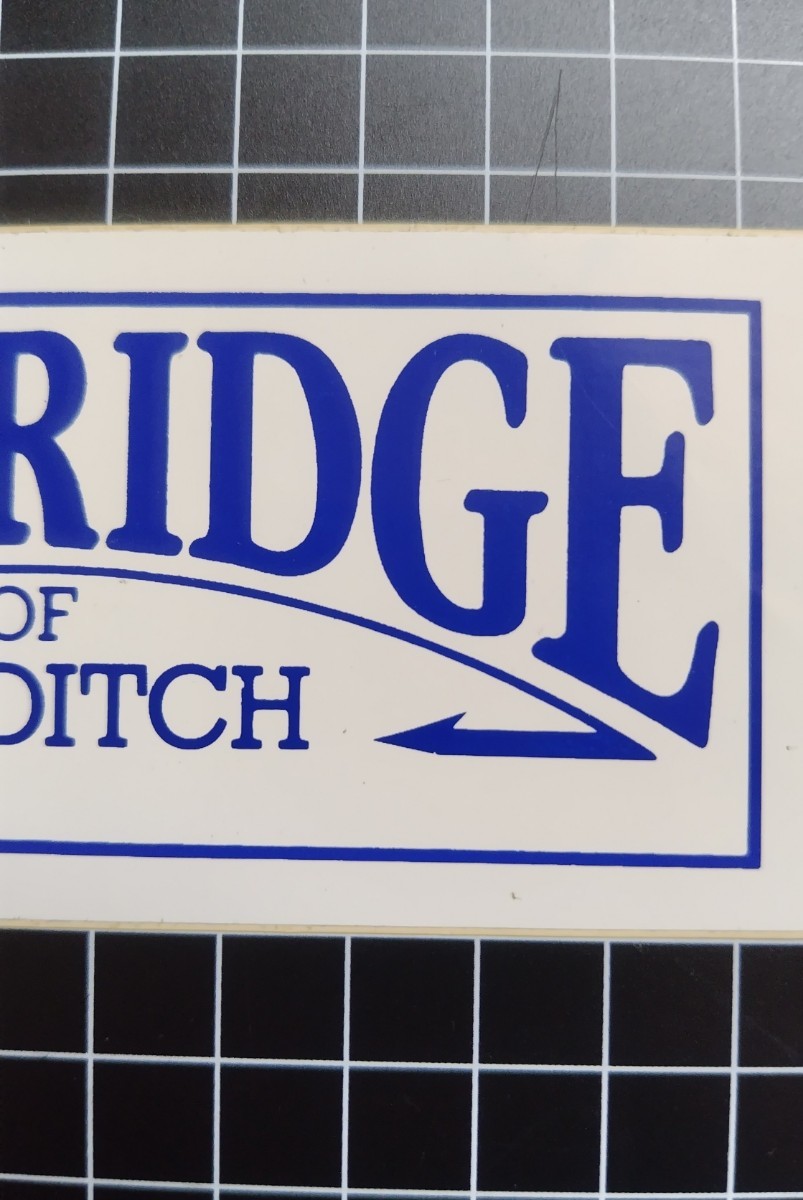 RIDGE
OF
DITCH